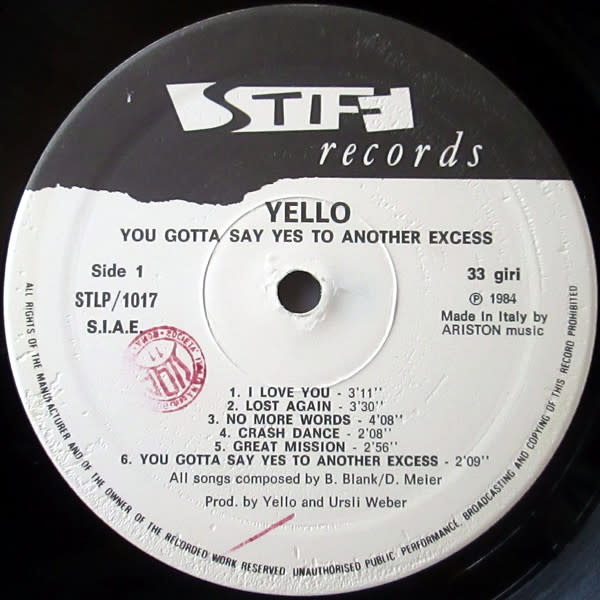 STIFF
records
YELLO
YOU GOTTA SAY YES TO ANOTHER EXCESS
Side 1
STLP/1017
S.I.A.E.
33 giri
Ⓟ 1984
Made in Italy by
ARISTON music
1. I LOVE YOU - 3'11''
2. LOST AGAIN - 3'30''
3. NO MORE WORDS - 4'08''
4. CRASH DANCE - 2'08''
5. GREAT MISSION - 2'56''
6. YOU GOTTA SAY YES TO ANOTHER EXCESS - 2'09''
All songs composed by B. Blank/D. Meier
Prod. by Yello and Ursli Weber
ALL RIGHTS OF THE MANUFACTURER AND OF THE OWNER OF THE RECORDED WORK RESERVED UNAUTHORISED PUBLIC PERFORMANCE, BROADCASTING AND COPYING OF THIS RECORD PROHIBITED